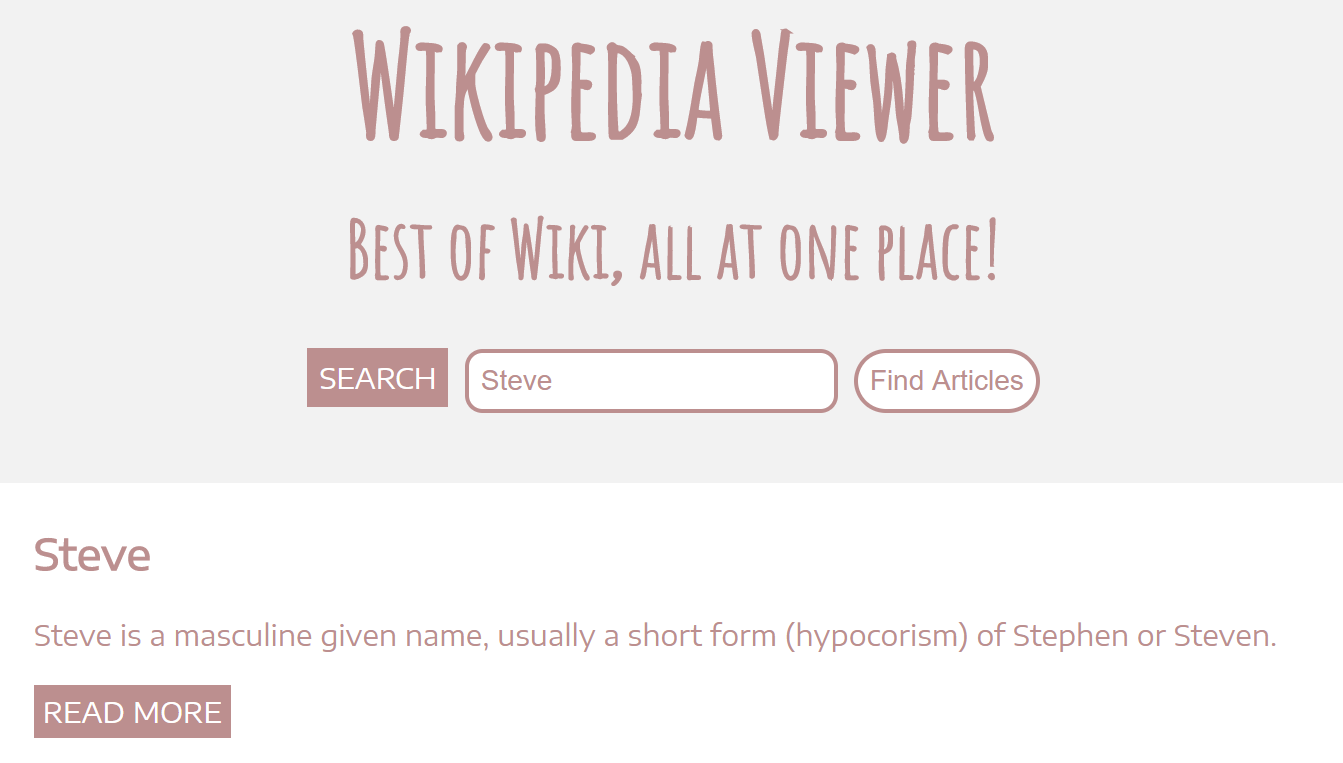 Wikipedia Viewer
Best of Wiki, all at one place!
SEARCH Steve Find Articles
Steve
Steve is a masculine given name, usually a short form (hypocorism) of Stephen or Steven.
READ MORE